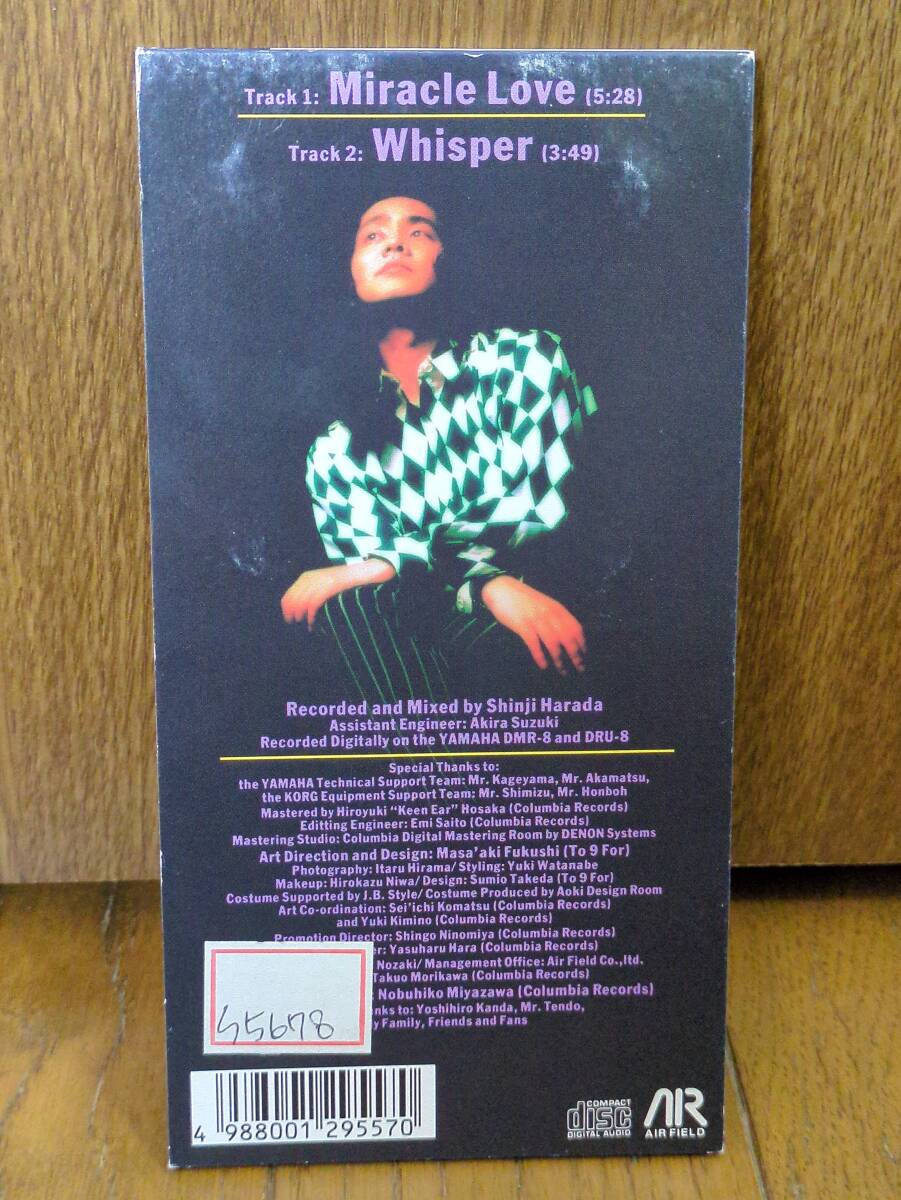 Track 1: Miracle Love (5:28)
Track 2: Whisper (3:49)
Recorded and Mixed by Shinji Harada
Assistant Engineer: Akira Suzuki
Recorded Digitally on the YAMAHA DMR-8 and DRU-8
Special Thanks to:
the YAMAHA Technical Support Team: Mr. Kageyama, Mr. Akamatsu,
the KORG Equipment Support Team: Mr. Shimizu, Mr. Honboh
Mastered by Hiroyuki "Keen Ear" Hosaka (Columbia Records)
Editting Engineer: Emi Saito (Columbia Records)
Mastering Studio: Columbia Digital Mastering Room by DENON Systems
Art Direction and Design: Masa'aki Fukushi (To 9 For)
Photography: Itaru Hirama/ Styling: Yuki Watanabe
Makeup: Hirokazu Niwa/ Design: Sumio Takeda (To 9 For)
Costume Supported by J.B. Style/ Costume Produced by Aoki Design Room
Art Co-ordination: Sei'ichi Komatsu (Columbia Records)
and Yuki Kimino (Columbia Records)
Promotion Director: Shingo Ninomiya (Columbia Records)
er: Yasuharu Hara (Columbia Records)
Nozaki/ Management Office: Air Field Co.,ltd.
Takuo Morikawa (Columbia Records)
: Nobuhiko Miyazawa (Columbia Records)
anks to: Yoshihiro Kanda, Mr. Tendo,
y Family, Friends and Fans
55678
4 988001 295570
COMPACT
disc
DIGITAL AUDIO
AIR
AIR FIELD